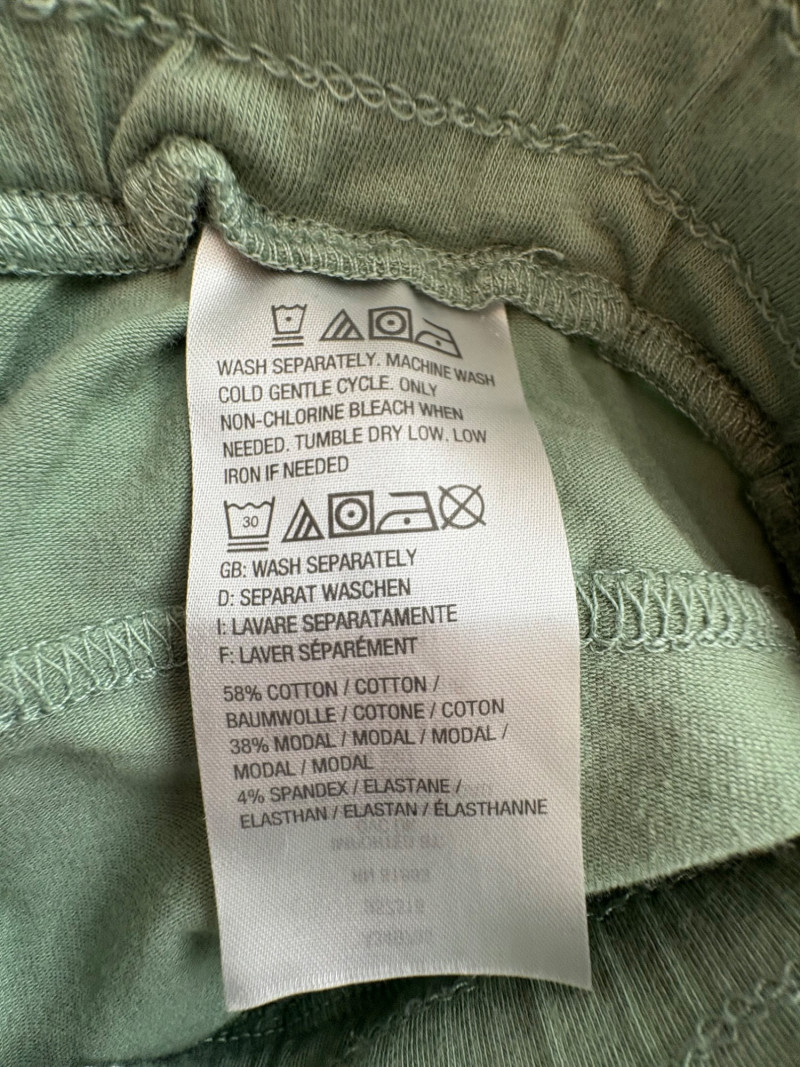 WASH SEPARATELY. MACHINE WASH
COLD GENTLE CYCLE. ONLY
NON-CHLORINE BLEACH WHEN
NEEDED. TUMBLE DRY LOW. LOW
IRON IF NEEDED
30
GB: WASH SEPARATELY
D: SEPARAT WASCHEN
I: LAVARE SEPARATAMENTE
F: LAVER SÉPARÉMENT
58% COTTON / COTTON /
BAUMWOLLE / COTONE / COTON
38% MODAL / MODAL / MODAL /
MODAL / MODAL
4% SPANDEX / ELASTANE /
ELASTHAN / ELASTAN / ÉLASTHANNE